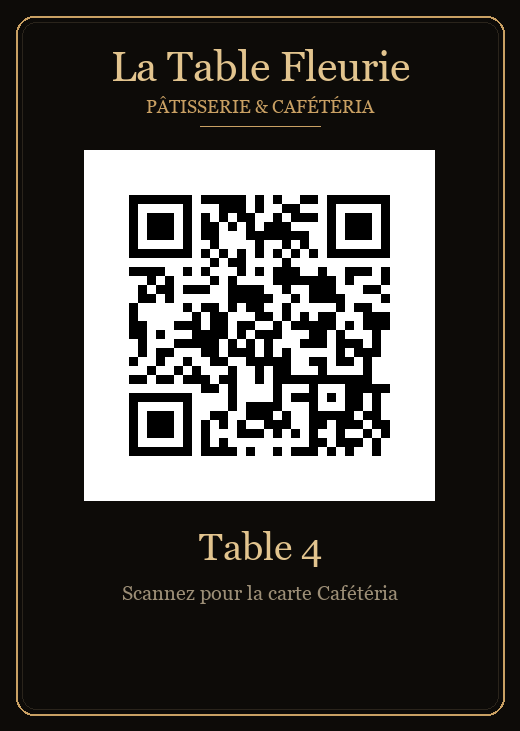 La Table Fleurie
PÂTISSERIE & CAFÉTÉRIA
Table 4
Scannez pour la carte Cafétéria